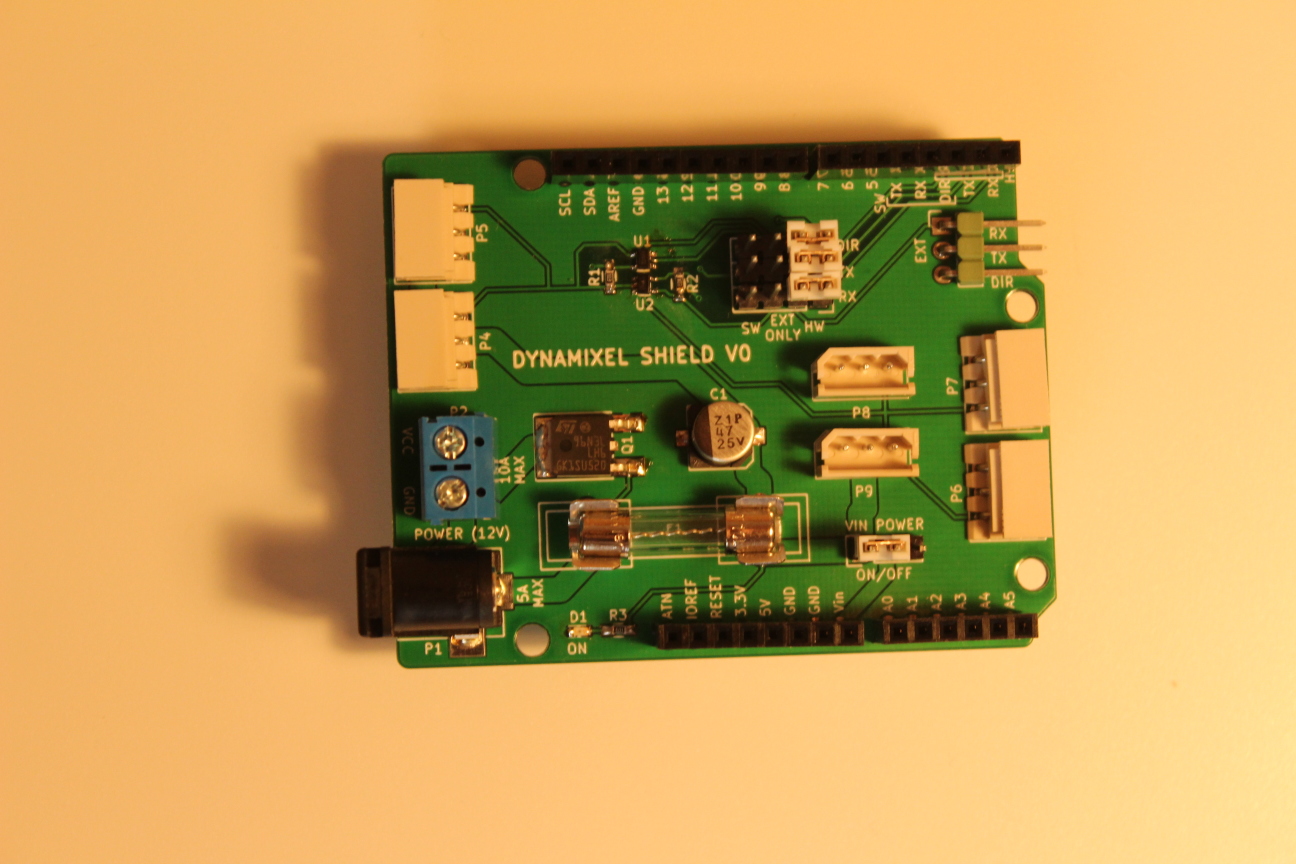 SCL
SDA
AREF
GND
13
12
11
10
9
8
7
6
5
SW
TX
RX
DIR
TX
RX
P5
U1
R1
R2
U2
DIR
TX
RX
EXT
RX
TX
DIR
SW EXT ONLY HW
P4
DYNAMIXEL SHIELD V0
P7
P8
C1
Z1P
47
25V
P2
VCC
GND
10A
MAX
Q1
P9
P6
POWER (12V)
VIN POWER
ON/OFF
5A
MAX
P1
D1
ON
R3
ATN
IOREF
RESET
3.3V
5V
GND
GND
Vin
A0
A1
A2
A3
A4
A5